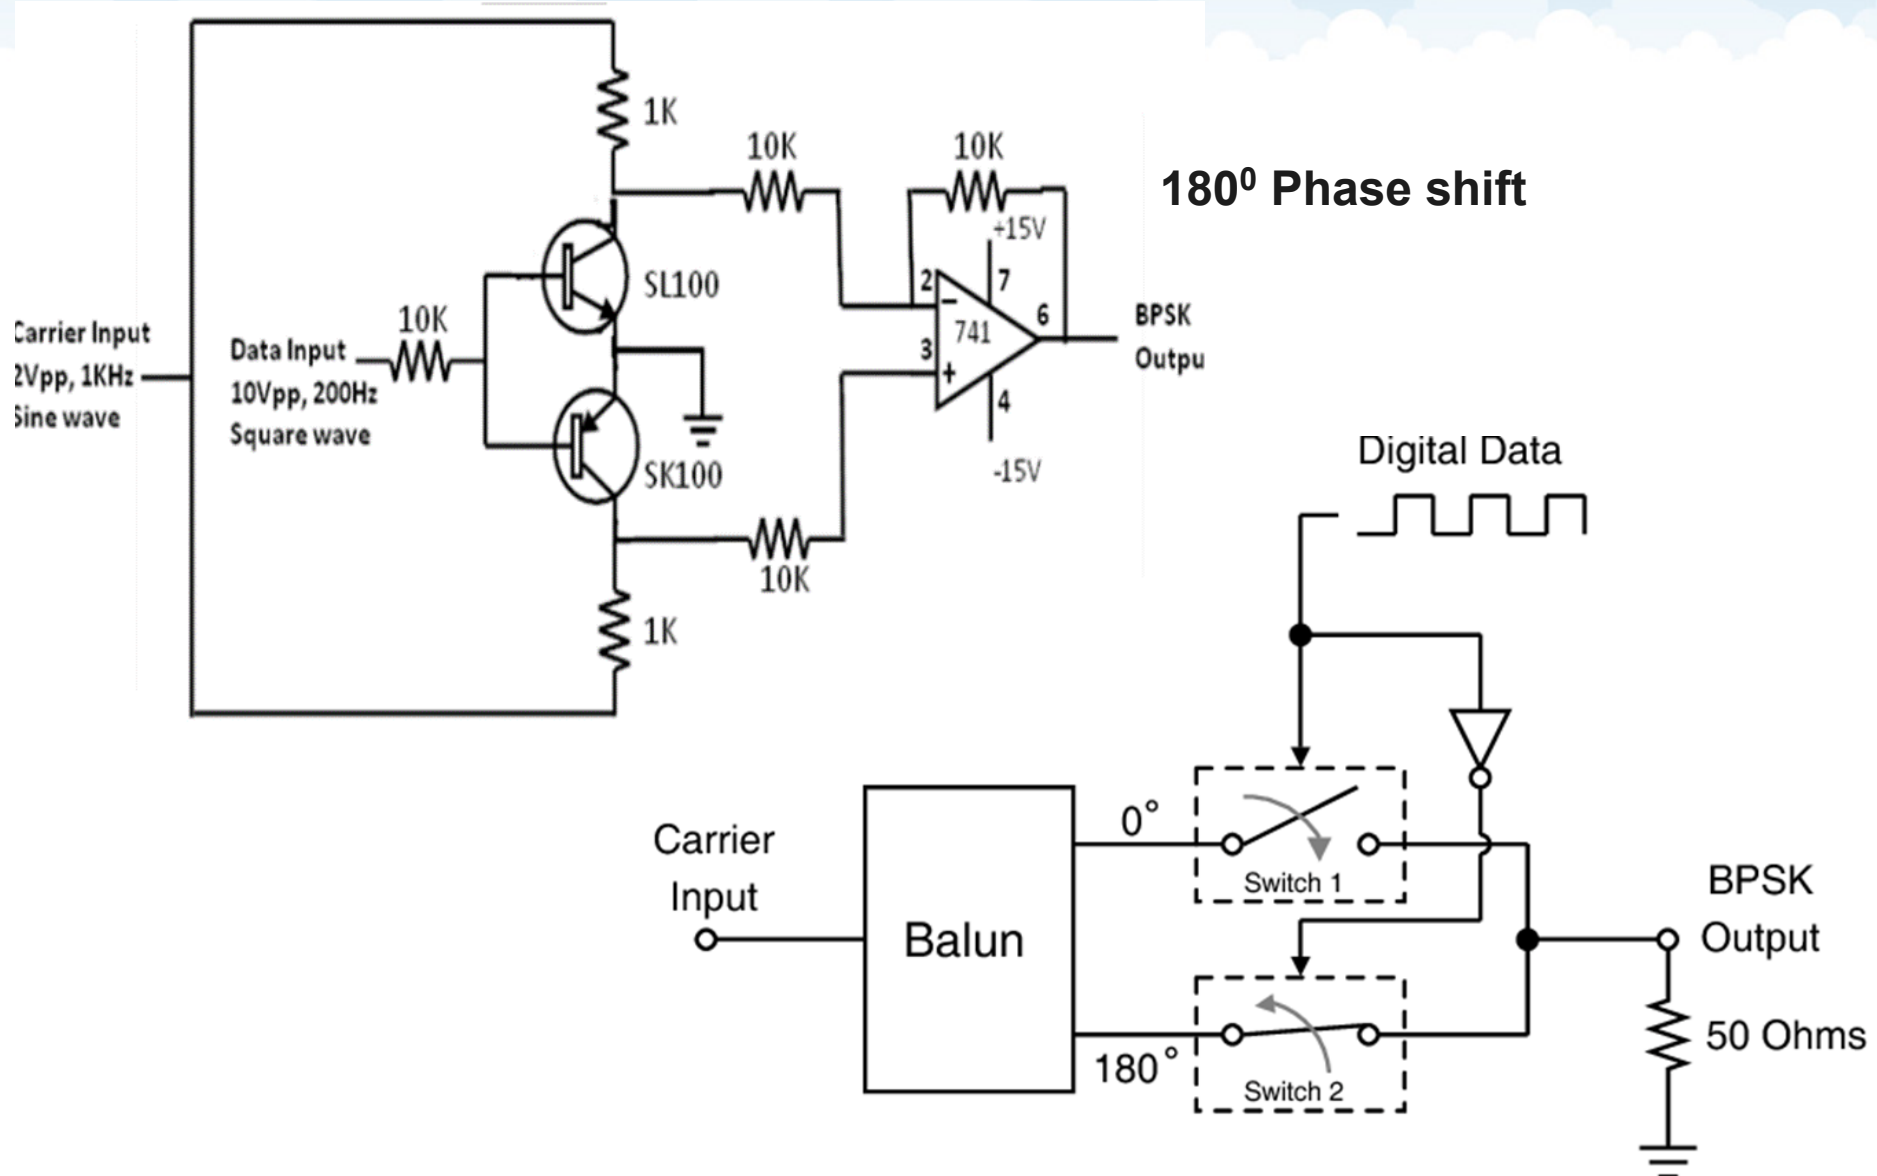 1K
10K
10K
180⁰ Phase shift
+15V
2
7
SL100
−
6
BPSK
Outpu
741
10K
3
+
4
Carrier Input
2Vpp, 1KHz
Sine wave
Data Input
10Vpp, 200Hz
Square wave
SK100
-15V
10K
1K
Digital Data
Carrier
Input
Balun
0°
Switch 1
180°
Switch 2
BPSK
Output
50 Ohms